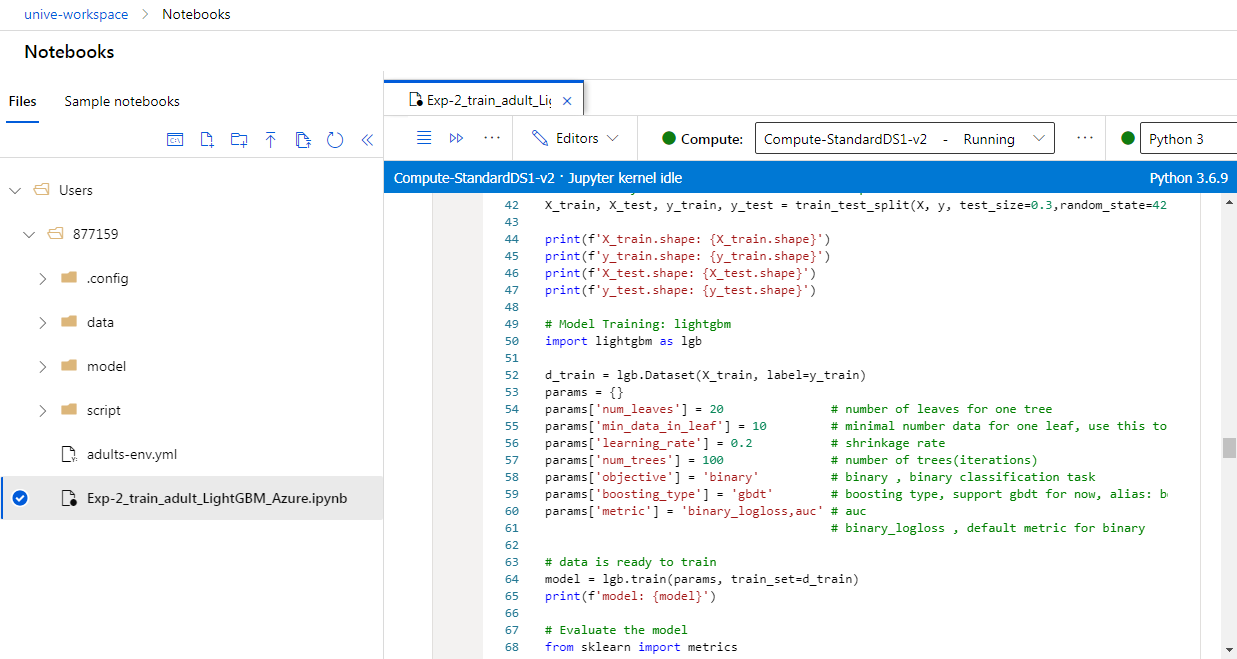 unive-workspace > Notebooks
Notebooks
Files Sample notebooks
Users
877159
.config
data
model
script
adults-env.yml
Exp-2_train_adult_LightGBM_Azure.ipynb
Exp-2_train_adult_Lig ×
Editors Compute: Compute-StandardDS1-v2 - Running ··· Python 3
Compute-StandardDS1-v2 · Jupyter kernel idle Python 3.6.9
42 X_train, X_test, y_train, y_test = train_test_split(X, y, test_size=0.3,random_state=42
43
44 print(f'X_train.shape: {X_train.shape}')
45 print(f'y_train.shape: {y_train.shape}')
46 print(f'X_test.shape: {X_test.shape}')
47 print(f'y_test.shape: {y_test.shape}')
48
49 # Model Training: lightgbm
50 import lightgbm as lgb
51
52 d_train = lgb.Dataset(X_train, label=y_train)
53 params = {}
54 params['num_leaves'] = 20 # number of leaves for one tree
55 params['min_data_in_leaf'] = 10 # minimal number data for one leaf, use this to
56 params['learning_rate'] = 0.2 # shrinkage rate
57 params['num_trees'] = 100 # number of trees(iterations)
58 params['objective'] = 'binary' # binary , binary classification task
59 params['boosting_type'] = 'gbdt' # boosting type, support gbdt for now, alias: b
60 params['metric'] = 'binary_logloss,auc' # auc
61 # binary_logloss , default metric for binary
62
63 # data is ready to train
64 model = lgb.train(params, train_set=d_train)
65 print(f'model: {model}')
66
67 # Evaluate the model
68 from sklearn import metrics